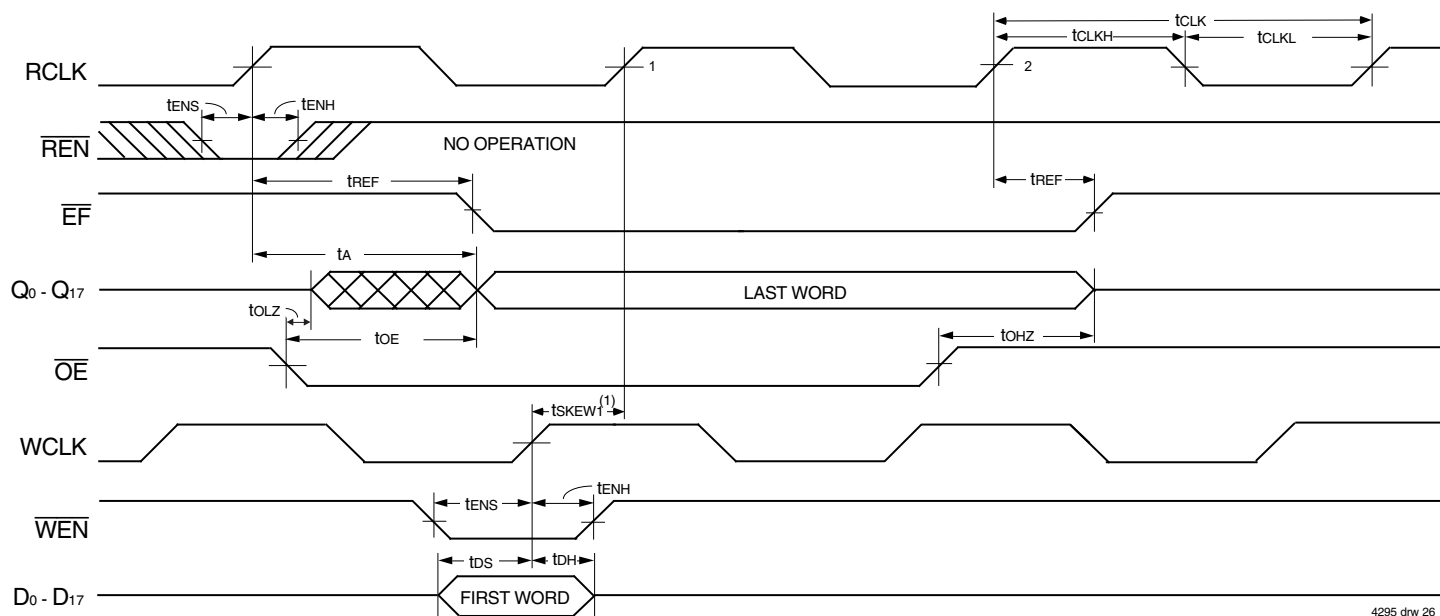 tCLK
tCLKH
tCLKL
RCLK
1
2
tENS
tENH
REN
NO OPERATION
tREF
tREF
EF
tA
Q0 - Q17
LAST WORD
tOLZ
tOE
tOHZ
OE
tSKEW1(1)
WCLK
tENS
tENH
WEN
tDS
tDH
D0 - D17
FIRST WORD
4295 drw 26